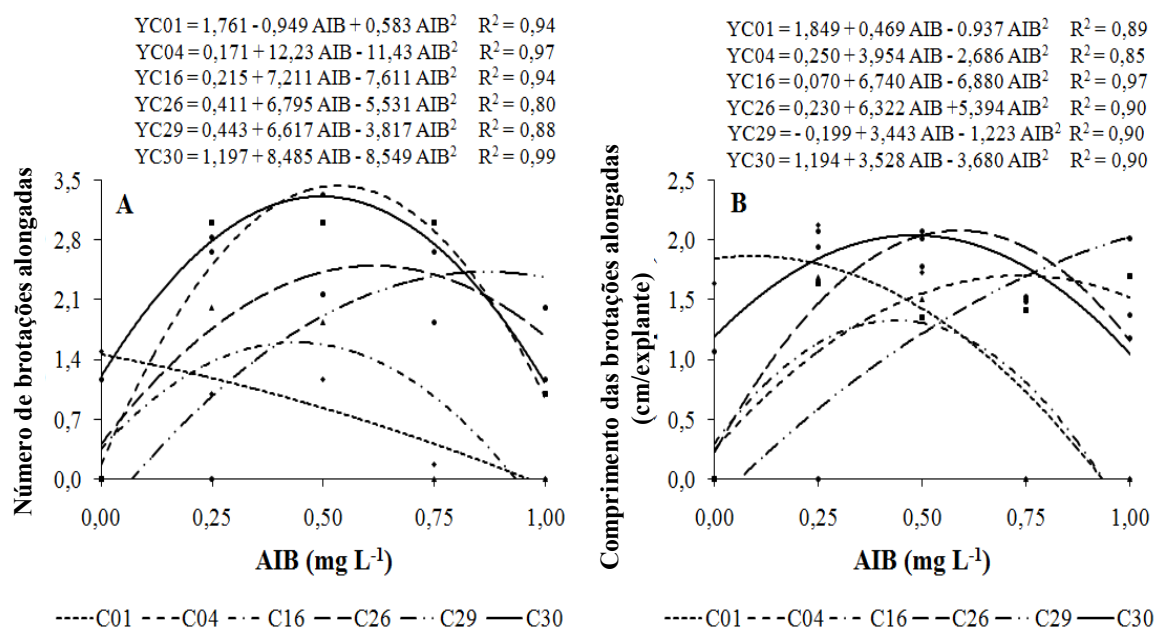 YC01 = 1,761 - 0,949 AIB + 0,583 AIB² R² = 0,94
YC04 = 0,171 + 12,23 AIB - 11,43 AIB² R² = 0,97
YC16 = 0,215 + 7,211 AIB - 7,611 AIB² R² = 0,94
YC26 = 0,411 + 6,795 AIB - 5,531 AIB² R² = 0,80
YC29 = 0,443 + 6,617 AIB - 3,817 AIB² R² = 0,88
YC30 = 1,197 + 8,485 AIB - 8,549 AIB² R² = 0,99
Número de brotações alongadas
A
3,5
2,8
2,1
1,4
0,7
0,0
0,00 0,25 0,50 0,75 1,00
AIB (mg L⁻¹)
C01 C04 C16 C26 C29 C30
YC01 = 1,849 + 0,469 AIB - 0.937 AIB² R² = 0,89
YC04 = 0,250 + 3,954 AIB - 2,686 AIB² R² = 0,85
YC16 = 0,070 + 6,740 AIB - 6,880 AIB² R² = 0,97
YC26 = 0,230 + 6,322 AIB +5,394 AIB² R² = 0,90
YC29 = - 0,199 + 3,443 AIB - 1,223 AIB² R² = 0,90
YC30 = 1,194 + 3,528 AIB - 3,680 AIB² R² = 0,90
Comprimento das brotações alongadas
(cm/explante)
B
2,5
2,0
1,5
1,0
0,5
0,0
0,00 0,25 0,50 0,75 1,00
AIB (mg L⁻¹)
C01 C04 C16 C26 C29 C30